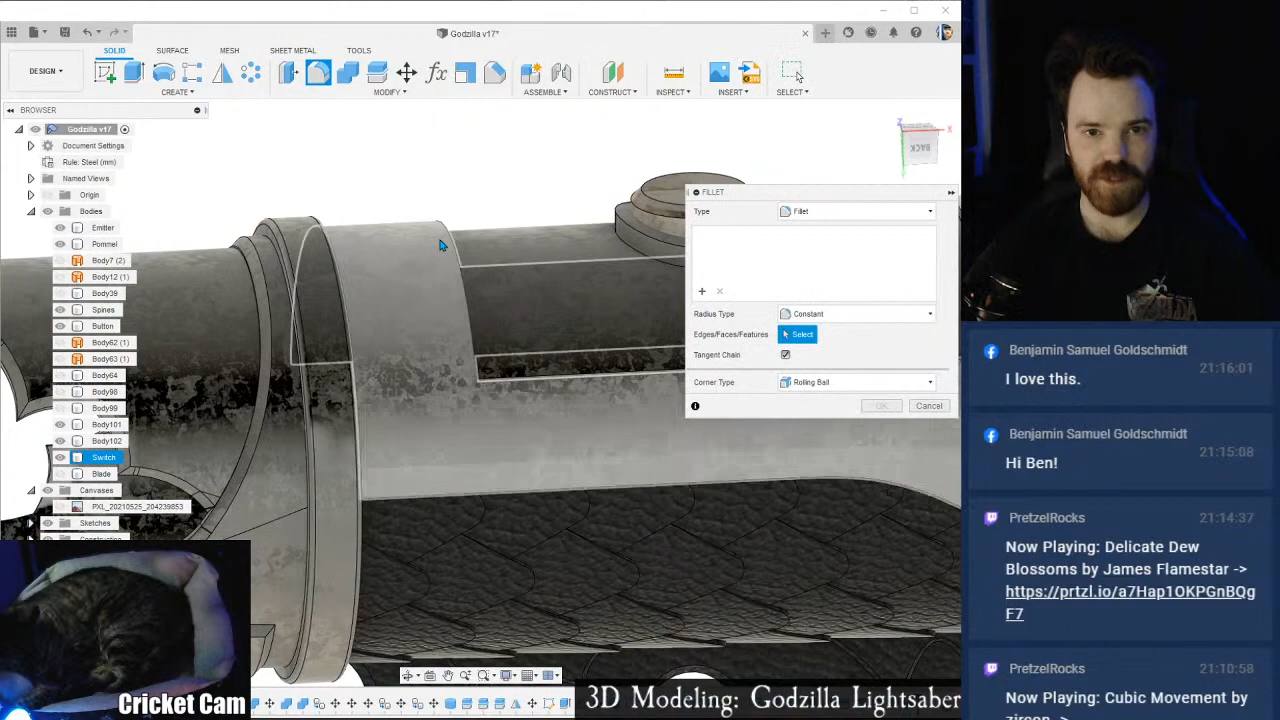 Godzilla v17*
DESIGN
SOLID
SURFACE
MESH
SHEET METAL
TOOLS
CREATE
MODIFY
ASSEMBLE
CONSTRUCT
INSPECT
INSERT
SELECT
BROWSER
Godzilla v17
Document Settings
Rule: Steel (mm)
Named Views
Origin
Bodies
Emitter
Pommel
Body7 (2)
Body12 (1)
Body39
Spines
Button
Body62 (1)
Body63 (1)
Body64
Body98
Body99
Body101
Body102
Switch
Blade
Canvases
PXL_20210525_204239853
Sketches
Z
X
BACK
FILLET
Type
Fillet
Radius Type
Constant
Edges/Faces/Features
Select
Tangent Chain
Corner Type
Rolling Ball
OK
Cancel
Benjamin Samuel Goldschmidt
21:16:01
I love this.
Benjamin Samuel Goldschmidt
21:15:08
Hi Ben!
PretzelRocks
21:14:37
Now Playing: Delicate Dew
Blossoms by James Flamestar ->
https://prtzl.io/a7Hap1OKPGnBQg
F7
PretzelRocks
21:10:58
Now Playing: Cubic Movement by
Cricket Cam
3D Modeling: Godzilla Lightsaber